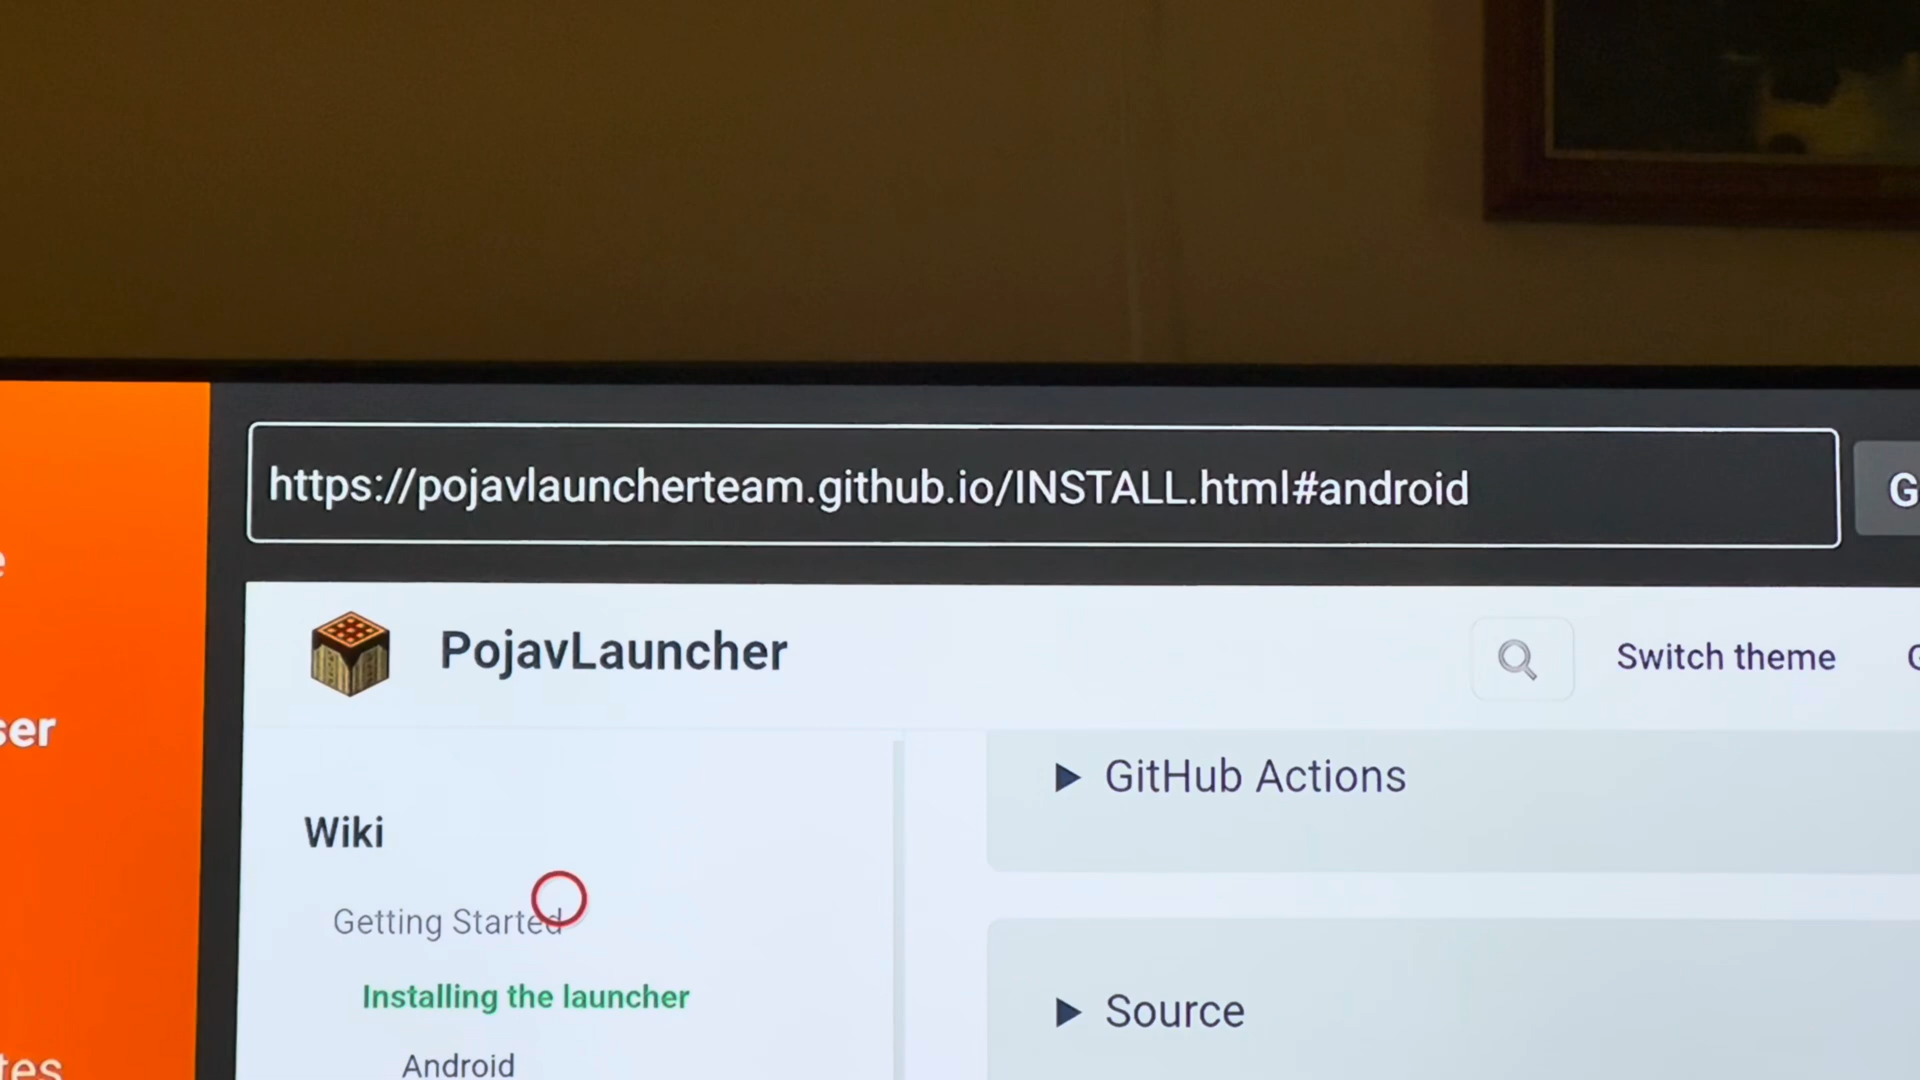 https://pojavlauncherteam.github.io/INSTALL.html#android
PojavLauncher
Switch theme
Wiki
GitHub Actions
Getting Started
Installing the launcher
Source
Android